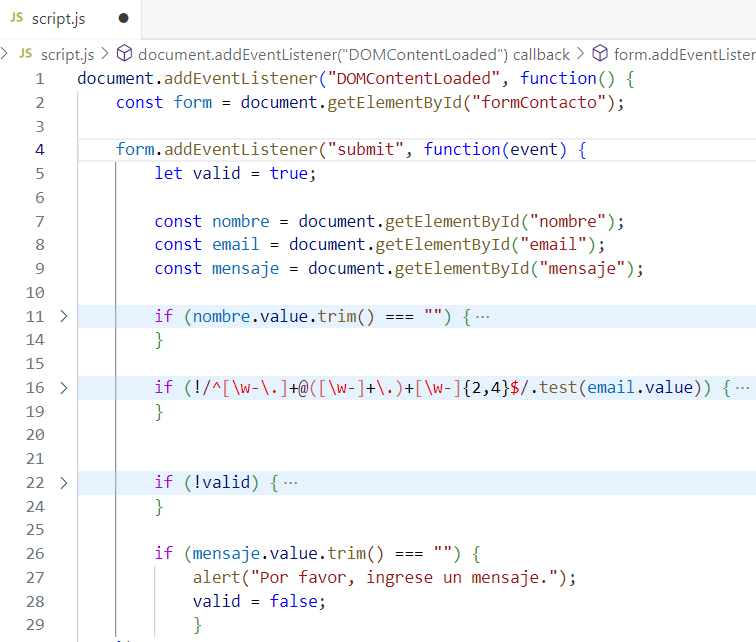 JS script.js ●
> JS script.js > document.addEventListener("DOMContentLoaded") callback > form.addEventListener
1 document.addEventListener("DOMContentLoaded", function() {
2 const form = document.getElementById("formContacto");
3
4 form.addEventListener("submit", function(event) {
5 let valid = true;
6
7 const nombre = document.getElementById("nombre");
8 const email = document.getElementById("email");
9 const mensaje = document.getElementById("mensaje");
10
11 > if (nombre.value.trim() === "") { ···
14 }
15
16 > if (!/^[\w-\.]+@([\w-]+\.)+[\w-]{2,4}$/.test(email.value)) { ···
19 }
20
21
22 > if (!valid) { ···
24 }
25
26 if (mensaje.value.trim() === "") {
27 alert("Por favor, ingrese un mensaje.");
28 valid = false;
29 }